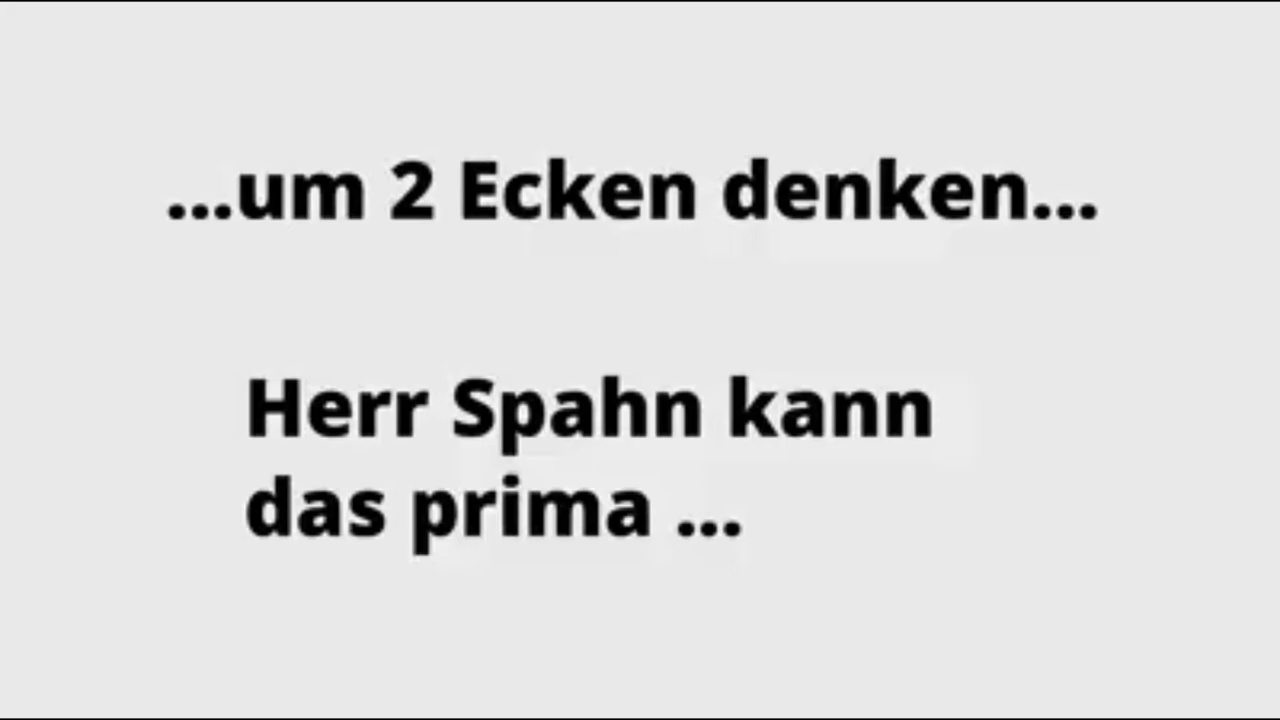 ...um 2 Ecken denken...
Herr Spahn kann
das prima ...